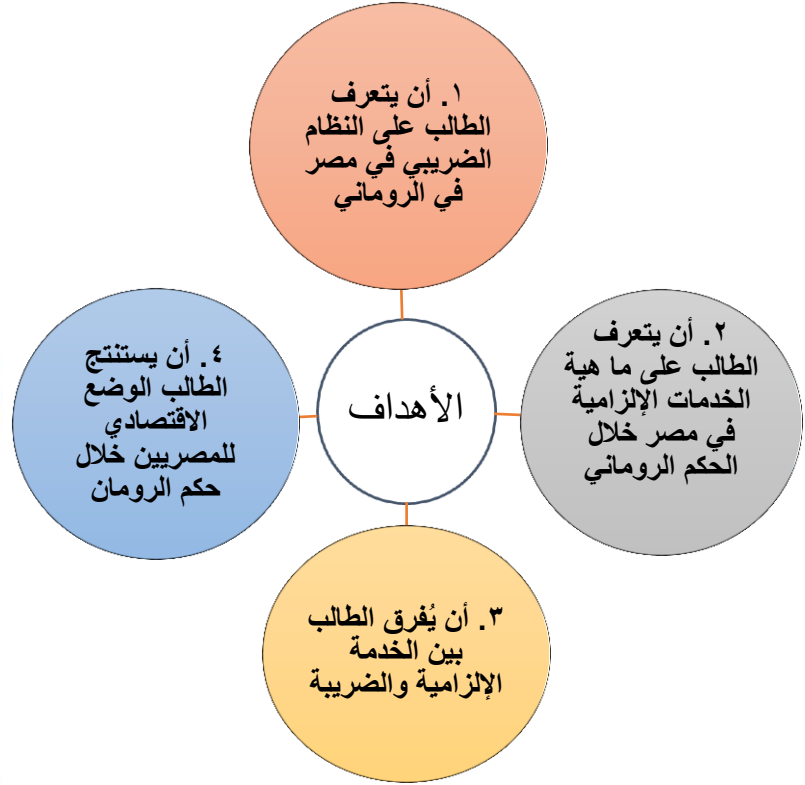 الأهداف
١. أن يتعرف
الطالب على النظام
الضريبي في مصر
في الروماني
٢. أن يتعرف
الطالب على ما هية
الخدمات الإلزامية
في مصر خلال
الحكم الروماني
٣. أن يُفرق الطالب
بين الخدمة
الإلزامية والضريبة
٤. أن يستنتج
الطالب الوضع
الاقتصادي
للمصريين خلال
حكم الرومان